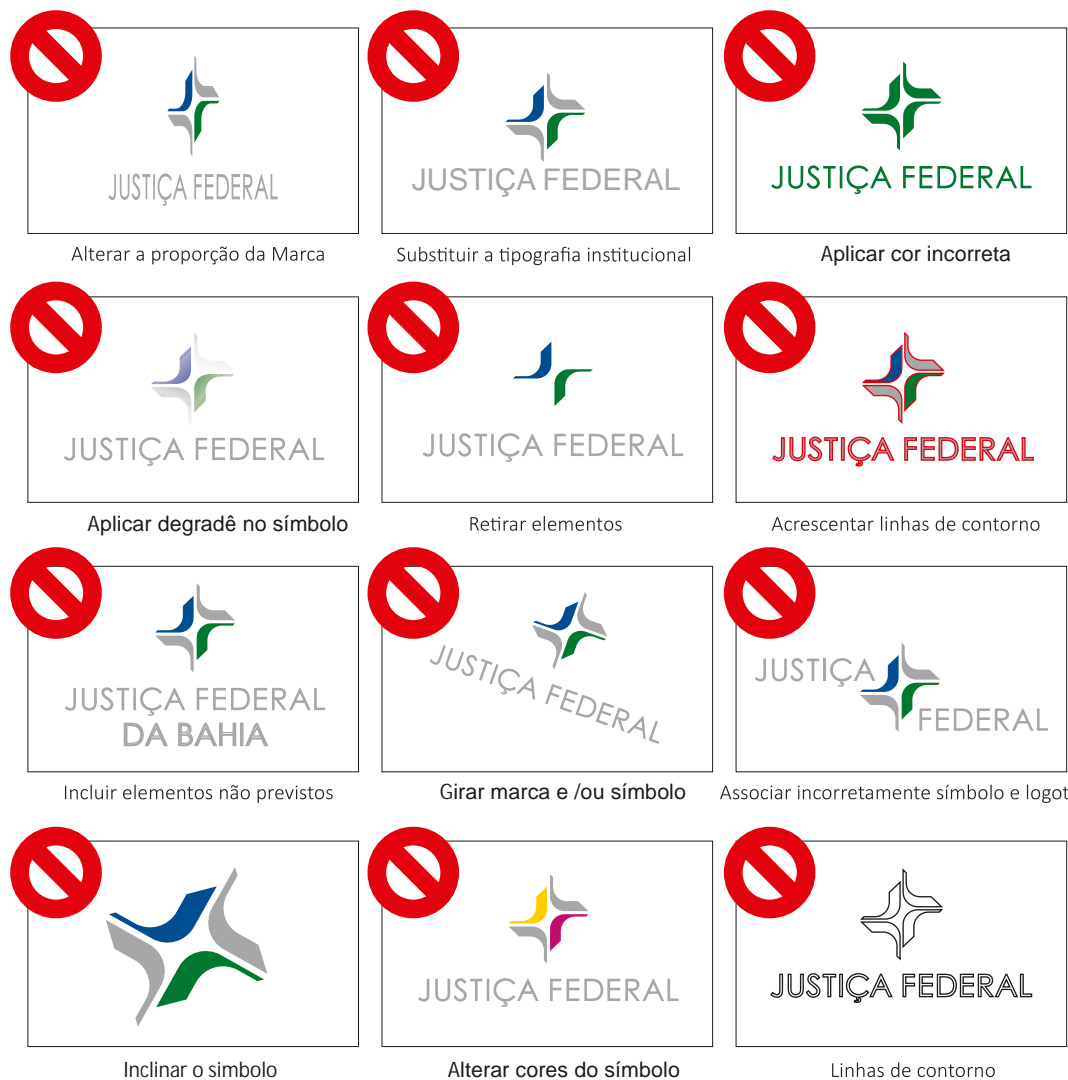 JUSTIÇA FEDERAL
Alterar a proporção da Marca
JUSTIÇA FEDERAL
Substituir a tipografia institucional
JUSTIÇA FEDERAL
Aplicar cor incorreta
JUSTIÇA FEDERAL
Aplicar degradê no símbolo
JUSTIÇA FEDERAL
Retirar elementos
JUSTIÇA FEDERAL
Acrescentar linhas de contorno
JUSTIÇA FEDERAL
DA BAHIA
Incluir elementos não previstos
JUSTIÇA FEDERAL
Girar marca e /ou símbolo
JUSTIÇA
FEDERAL
Associar incorretamente símbolo e logot
Inclinar o simbolo
JUSTIÇA FEDERAL
Alterar cores do símbolo
JUSTIÇA FEDERAL
Linhas de contorno